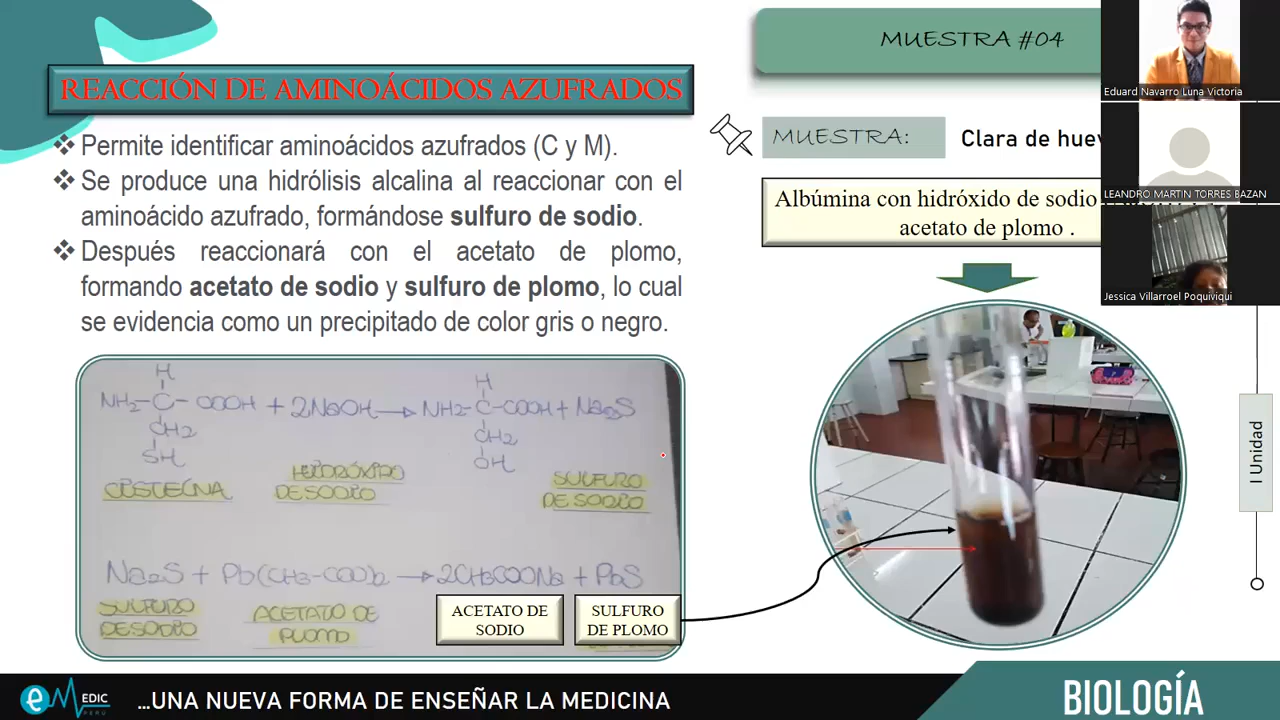 REACCIÓN DE AMINOÁCIDOS AZUFRADOS
❖ Permite identificar aminoácidos azufrados (C y M).
❖ Se produce una hidrólisis alcalina al reaccionar con el
aminoácido azufrado, formándose sulfuro de sodio.
❖ Después reaccionará con el acetato de plomo,
formando acetato de sodio y sulfuro de plomo, lo cual
se evidencia como un precipitado de color gris o negro.
H
NH2-C-COOH + 2NaOH → NH2-C-COOH + Na2S
H
CH2
SH
CH2
OH
CISTEINA
HIDRÓXIDO
DE SODIO
SULFURO
DE SODIO
Na2S + Pb(CH3-COO)2 → 2CH3COONa + PbS
SULFURO
DE SODIO
ACETATO DE
PLOMO
ACETATO DE
SODIO
SULFURO
DE PLOMO
MUESTRA #04
MUESTRA:
Clara de huev
Albúmina con hidróxido de sodio
acetato de plomo .
Eduard Navarro Luna Victoria
LEANDRO MARTIN TORRES BAZAN
Jessica Villarroel Poquiviqui
I Unidad
eMEDIC
PERÚ
...UNA NUEVA FORMA DE ENSEÑAR LA MEDICINA
BIOLOGÍA